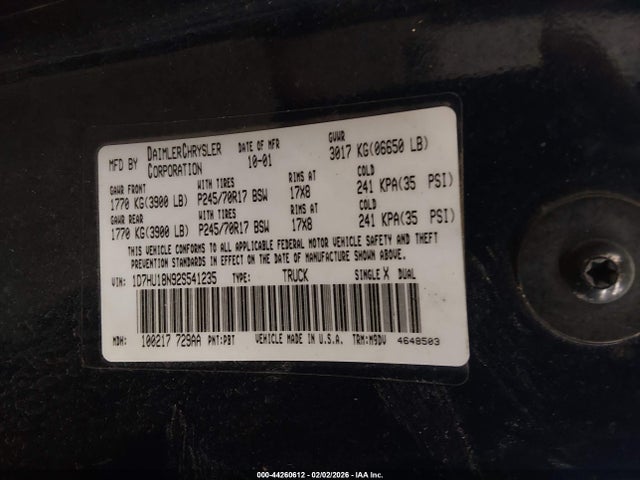 MFD BY DAIMLERCHRYSLER CORPORATION DATE OF MFR 10-01 GVWR 3017 KG(06650 LB)
GAWR FRONT WITH TIRES RIMS AT COLD
1770 KG(3900 LB) P245/70R17 BSW 17X8 241 KPA(35 PSI)
GAWR REAR WITH TIRES RIMS AT COLD
1770 KG(3900 LB) P245/70R17 BSW 17X8 241 KPA(35 PSI)
THIS VEHICLE CONFORMS TO ALL APPLICABLE FEDERAL MOTOR VEHICLE SAFETY AND THEFT
PREVENTION STANDARDS IN EFFECT ON THE DATE OF MANUFACTURE SHOWN ABOVE.
VIN: 1D7HU18N92S541235 TYPE: TRUCK SINGLE X DUAL
MDH: 100217 729AA PNT:PBT VEHICLE MADE IN U.S.A. TRM:M9DV 4648503
000-44260612 - 02/02/2026 - IAA Inc.